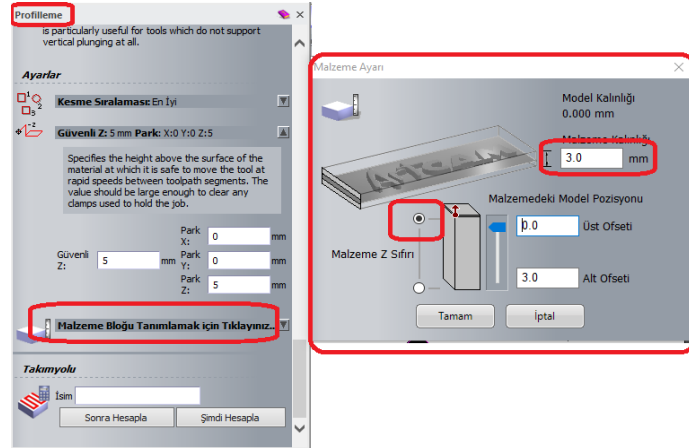 Profilleme
is particularly useful for tools which do not support
vertical plunging at all.
Ayarlar
Kesme Sıralaması: En İyi
Güvenli Z: 5 mm Park: X:0 Y:0 Z:5
Specifies the height above the surface of the
material at which it is safe to move the tool at
rapid speeds between toolpath segments. The
value should be large enough to clear any
clamps used to hold the job.
Park
X:
0
mm
Güvenli
Z:
5
mm
Park
Y:
0
mm
Park
Z:
5
mm
Malzeme Bloğu Tanımlamak için Tıklayınız..
Takımyolu
İsim
Sonra Hesapla
Şimdi Hesapla
Malzeme Ayarı
Model Kalınlığı
0.000 mm
Malzeme Kalınlığı
3.0
mm
ArtCAM
Malzemedeki Model Pozisyonu
0.0
Üst Ofseti
Malzeme Z Sıfırı
3.0
Alt Ofseti
Tamam
İptal